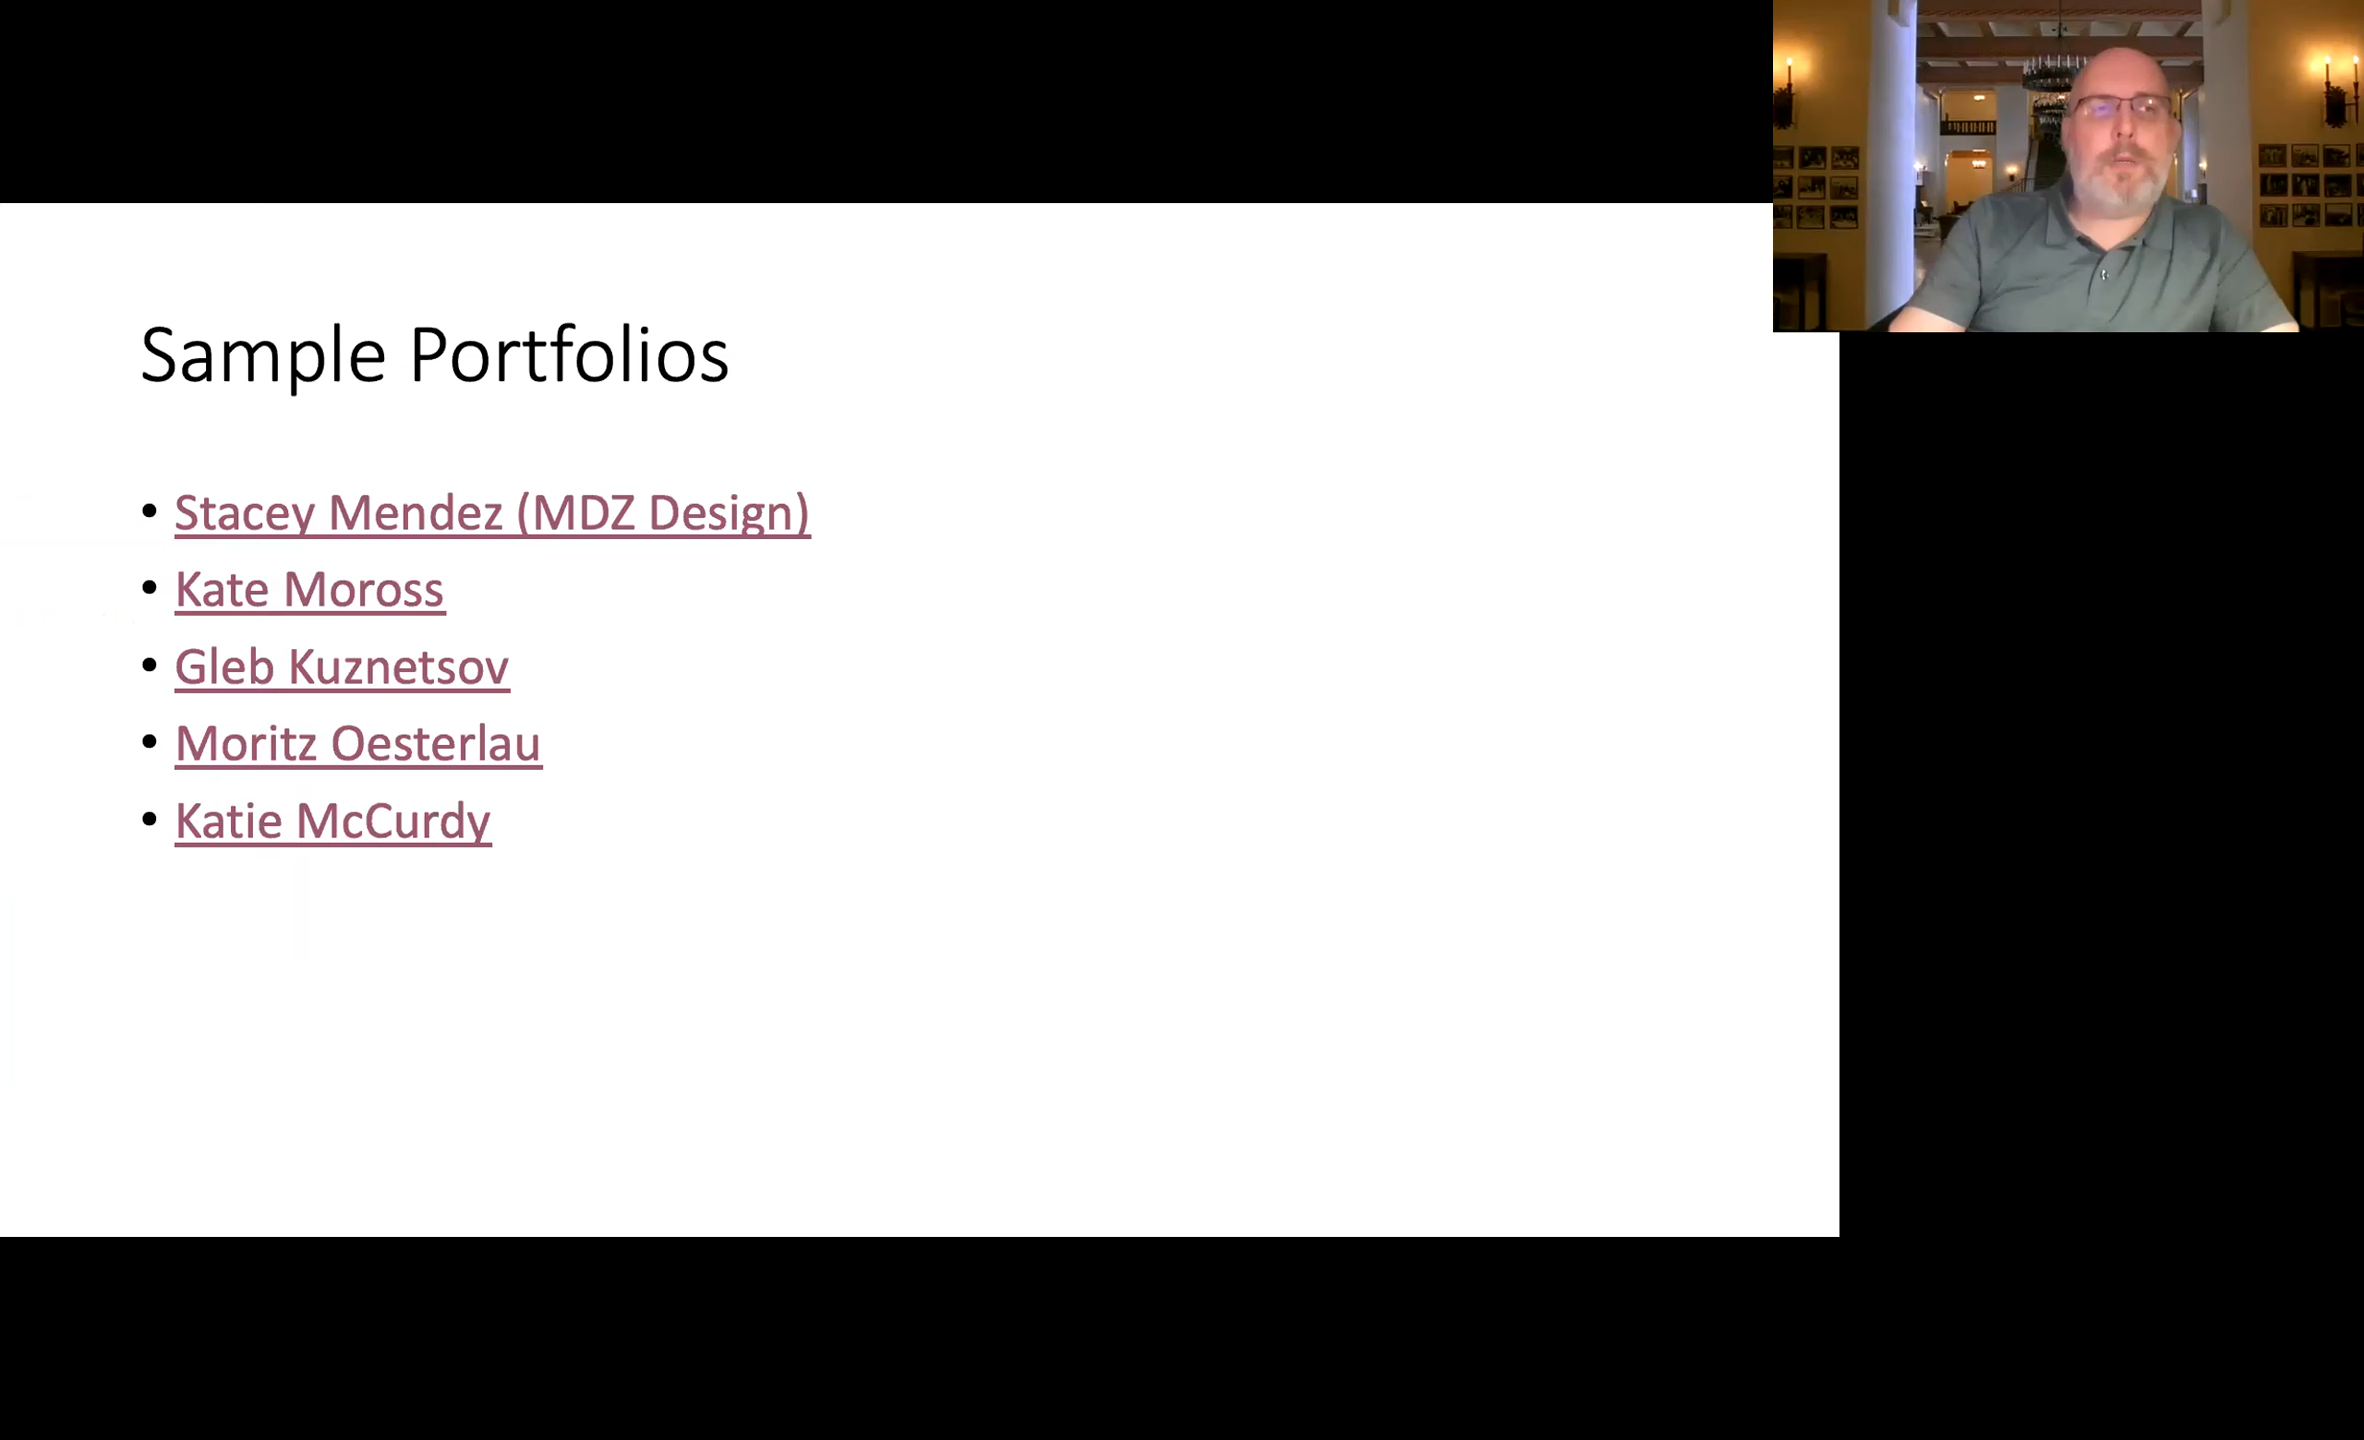 Sample Portfolios
• Stacey Mendez (MDZ Design)
• Kate Moross
• Gleb Kuznetsov
• Moritz Oesterlau
• Katie McCurdy